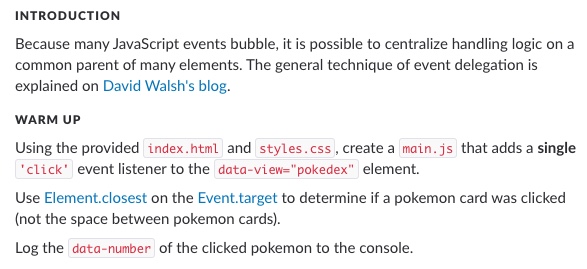 INTRODUCTION
Because many JavaScript events bubble, it is possible to centralize handling logic on a
common parent of many elements. The general technique of event delegation is
explained on David Walsh's blog.
WARM UP
Using the provided index.html and styles.css, create a main.js that adds a single
'click' event listener to the data-view="pokedex" element.
Use Element.closest on the Event.target to determine if a pokemon card was clicked
(not the space between pokemon cards).
Log the data-number of the clicked pokemon to the console.